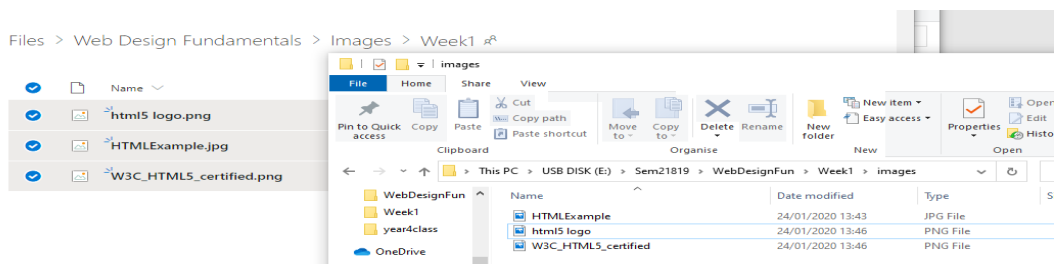 Files > Web Design Fundamentals > Images > Week1
Name
html5 logo.png
HTMLExample.jpg
W3C_HTML5_certified.png
images
File Home Share View
Pin to Quick access
Copy
Paste
Cut
Copy path
Paste shortcut
Move to
Copy to
Delete
Rename
New folder
New item
Easy access
Properties
Open
Edit
Histo
Clipboard Organise New Open
This PC > USB DISK (E:) > Sem21819 > WebDesignFun > Week1 > images
WebDesignFun
Week1
year4class
OneDrive
Name Date modified Type S
HTMLExample 24/01/2020 13:43 JPG File
html5 logo 24/01/2020 13:46 PNG File
W3C_HTML5_certified 24/01/2020 13:46 PNG File